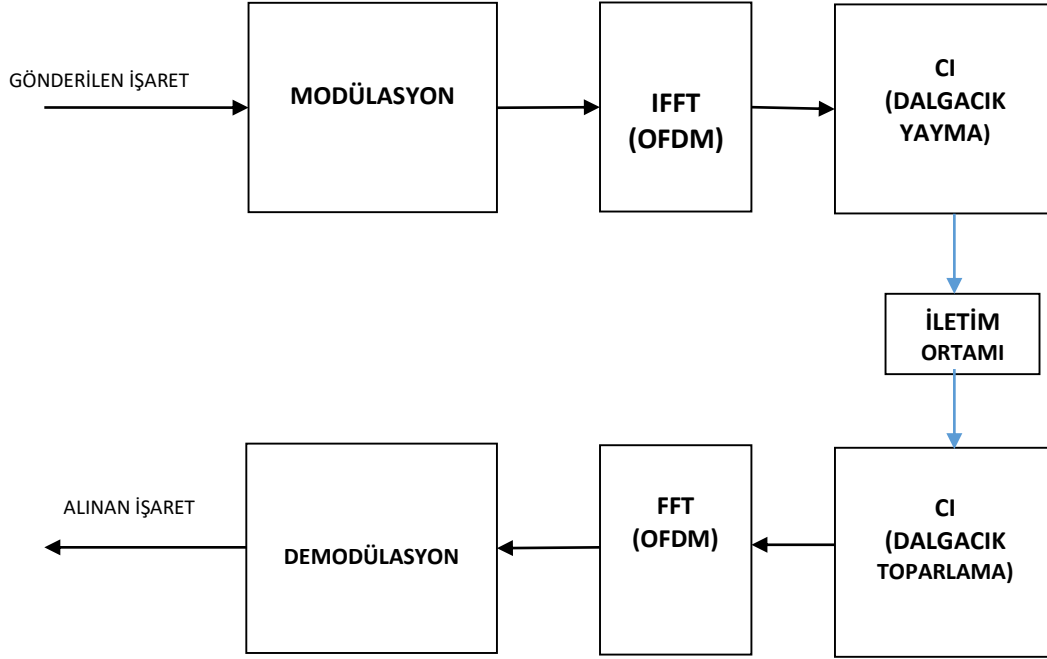 GÖNDERİLEN İŞARET
MODÜLASYON
IFFT
(OFDM)
CI
(DALGACIK
YAYMA)
İLETİM
ORTAMI
CI
(DALGACIK
TOPARLAMA)
FFT
(OFDM)
DEMODÜLASYON
ALINAN İŞARET